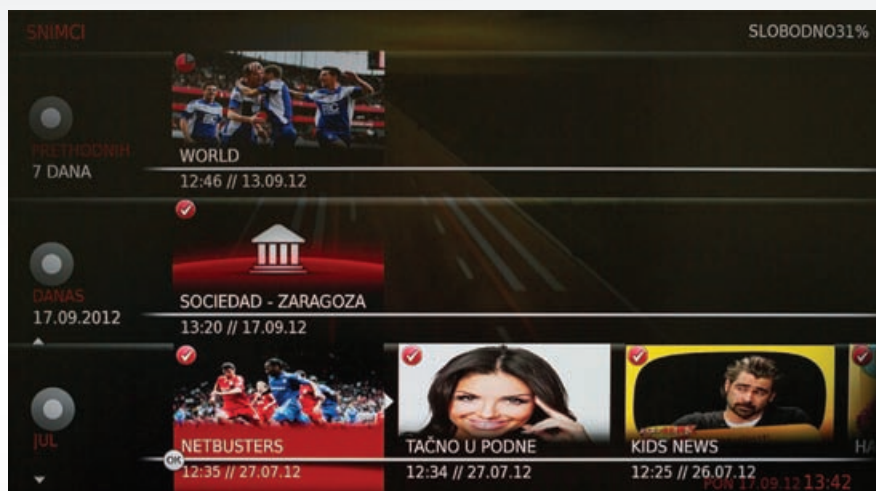 SNIMCI
SLOBODNO31%
PRETHODNIH
7 DANA
WORLD
12:46 // 13.09.12
DANAS
17.09.2012
SOCIEDAD - ZARAGOZA
13:20 // 17.09.12
JUL
NETBUSTERS
12:35 // 27.07.12
TAČNO U PODNE
12:34 // 27.07.12
KIDS NEWS
12:25 // 26.07.12
HA
OK
PON 17.09.12 13:42